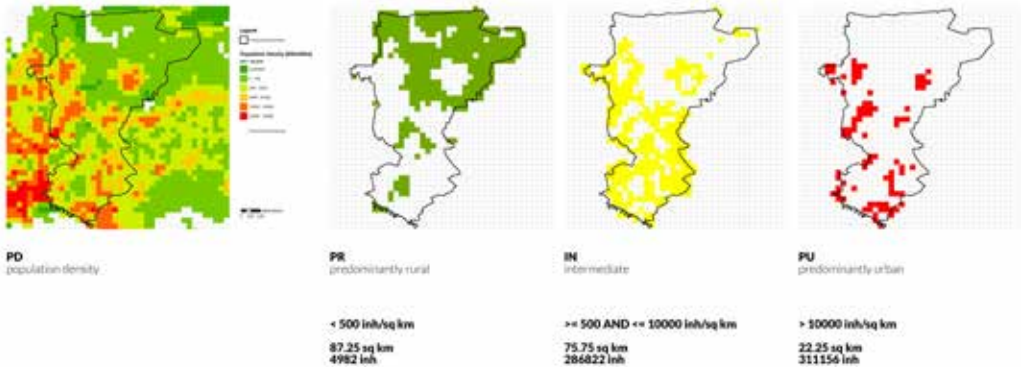 Legend
PD
population density
PR
predominantly rural
< 500 inh/sq km
87.25 sq km
4982 inh
IN
intermediate
>= 500 AND <= 10000 inh/sq km
75.75 sq km
286822 inh
PU
predominantly urban
> 10000 inh/sq km
22.25 sq km
311156 inh